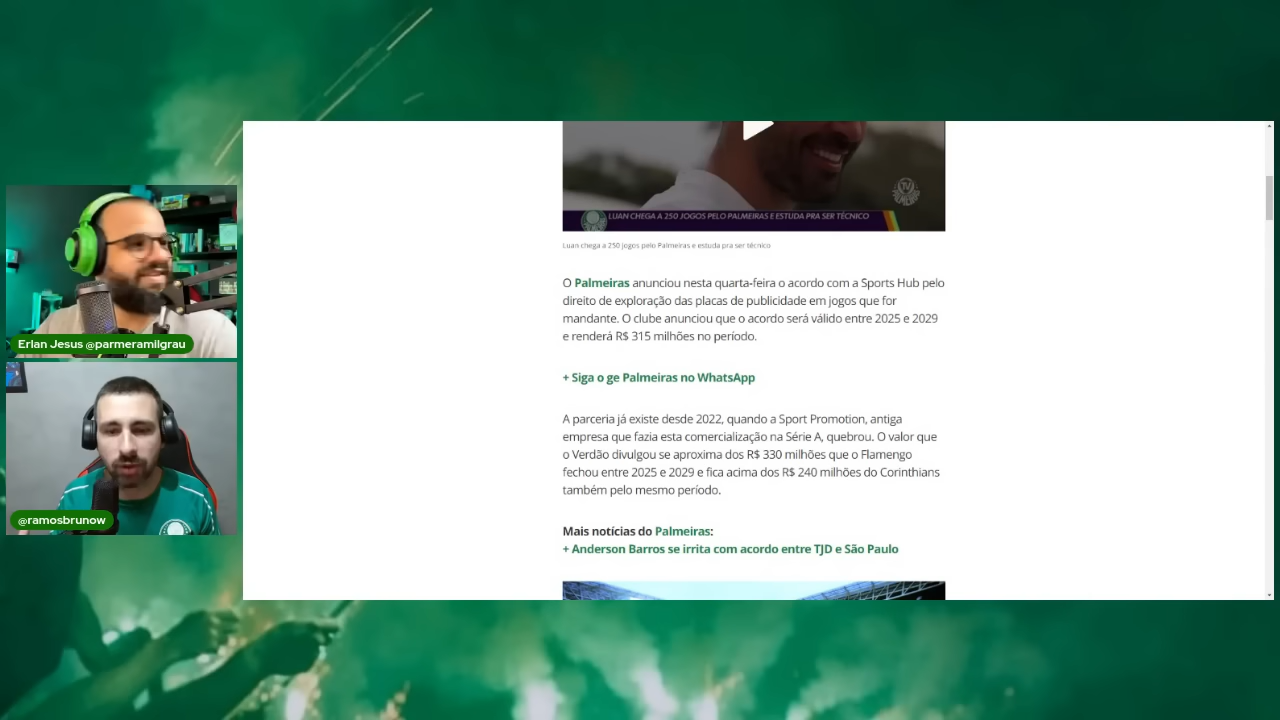 LUAN CHEGA A 250 JOGOS PELO PALMEIRAS E ESTUDA PRA SER TÉCNICO
TV PALMEIRAS
Luan chega a 250 jogos pelo Palmeiras e estuda pra ser técnico
O Palmeiras anunciou nesta quarta-feira o acordo com a Sports Hub pelo
direito de exploração das placas de publicidade em jogos que for
mandante. O clube anunciou que o acordo será válido entre 2025 e 2029
e renderá R$ 315 milhões no período.
+ Siga o ge Palmeiras no WhatsApp
A parceria já existe desde 2022, quando a Sport Promotion, antiga
empresa que fazia esta comercialização na Série A, quebrou. O valor que
o Verdão divulgou se aproxima dos R$ 330 milhões que o Flamengo
fechou entre 2025 e 2029 e fica acima dos R$ 240 milhões do Corinthians
também pelo mesmo período.
Mais notícias do Palmeiras:
+ Anderson Barros se irrita com acordo entre TJD e São Paulo
Erlan Jesus @parmeramilgrau
@ramosbrunow